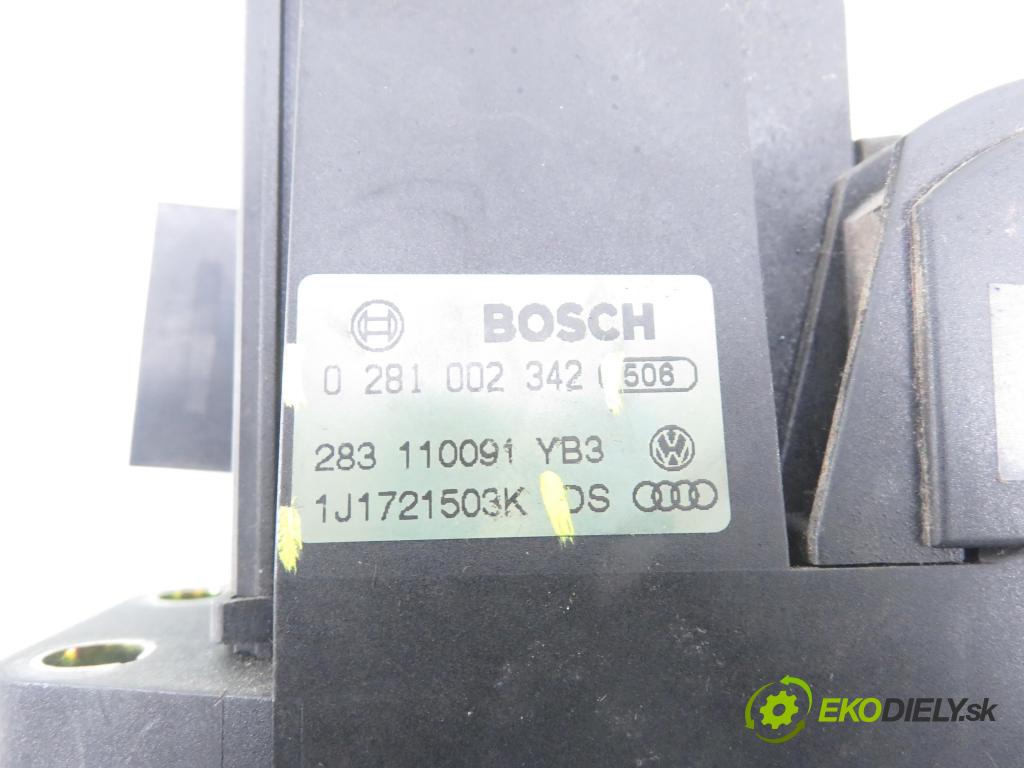 BOSCH
0 281 002 342 506
283 110091 YB3
1J1721503K DS
EKODIELY.sk